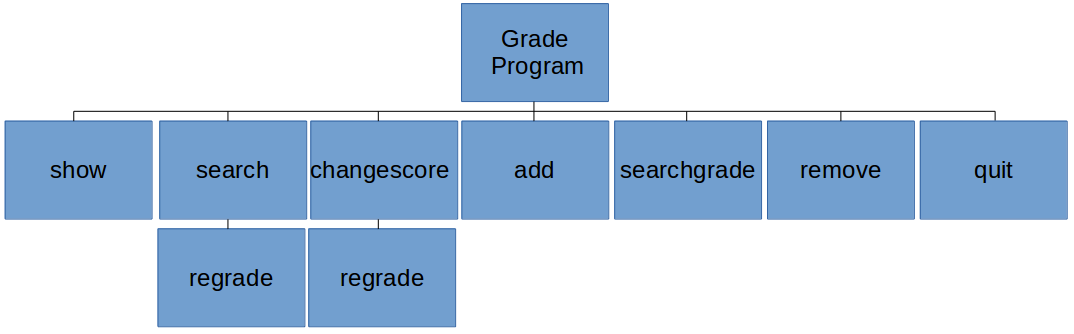 Grade
Program
show
search
changescore
add
searchgrade
remove
quit
regrade
regrade